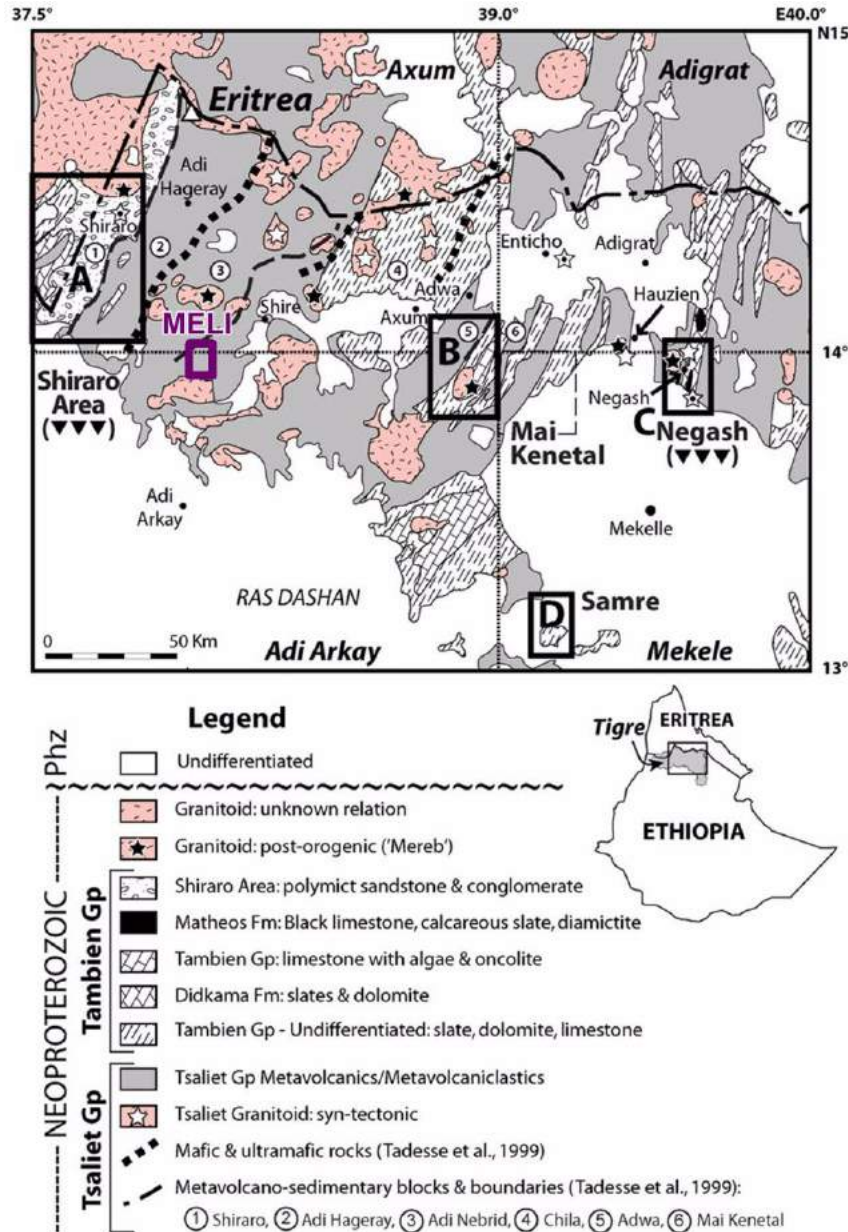 37.5°
39.0°
E40.0°
N15°
Axum
Adigrat
Eritrea
Adi
Hageray
Shiraro
1
2
A
3
4
Enticho
Adigrat
Adwa
Hauzien
Shire
Axum
MELI
5
6
B
14°
Shiraro
Area
(▼▼▼)
Negash
C
Negash
(▼▼▼)
Mai
Kenetal
Adi
Arkay
Mekelle
RAS DASHAN
D
Samre
0 50 Km
Adi Arkay
Mekele
13°
Legend
Phz
Undifferentiated
NEOPROTEROZOIC
Granitoid: unknown relation
Granitoid: post-orogenic ('Mereb')
Tambien Gp
Shiraro Area: polymict sandstone & conglomerate
Matheos Fm: Black limestone, calcareous slate, diamictite
Tambien Gp: limestone with algae & oncolite
Didkama Fm: slates & dolomite
Tambien Gp - Undifferentiated: slate, dolomite, limestone
Tsaliet Gp
Tsaliet Gp Metavolcanics/Metavolcaniclastics
Tsaliet Granitoid: syn-tectonic
Mafic & ultramafic rocks (Tadesse et al., 1999)
Metavolcano-sedimentary blocks & boundaries (Tadesse et al., 1999):
① Shiraro, ② Adi Hageray, ③ Adi Nebrid, ④ Chila, ⑤ Adwa, ⑥ Mai Kenetal
Tigre
ERITREA
ETHIOPIA